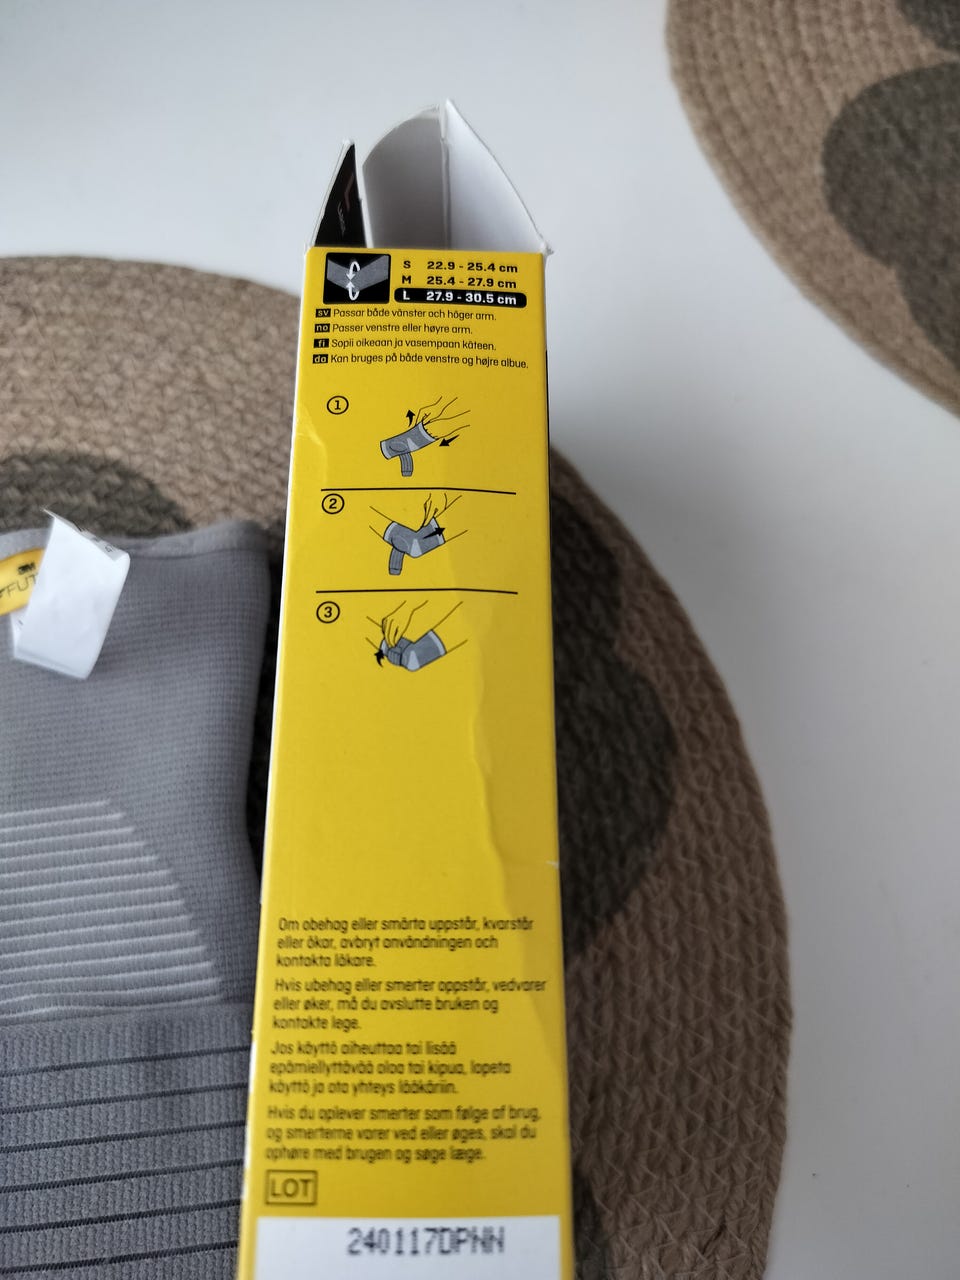 S 22.9 - 25.4 cm
M 25.4 - 27.9 cm
L 27.9 - 30.5 cm
sv Passar både vänster och höger arm.
no Passer venstre eller høyre arm.
fi Sopii oikeaan ja vasempaan käteen.
da Kan bruges på både venstre og højre albue.
1
2
3
Om obehag eller smärta uppstår, kvarstår
eller ökar, avbryt användningen och
kontakta läkare.
Hvis ubehag eller smerter oppstår, vedvarer
eller øker, må du avslutte bruken og
kontakte lege.
Jos käyttö aiheuttaa tai lisää
epämiellyttävää oloa tai kipua, lopeta
käyttö ja ota yhteys lääkäriin.
Hvis du oplever smerter som følge af brug,
og smerterne varer ved eller øges, skal du
ophøre med brugen og søge læge.
LOT
240117DPNN
3M
FUT